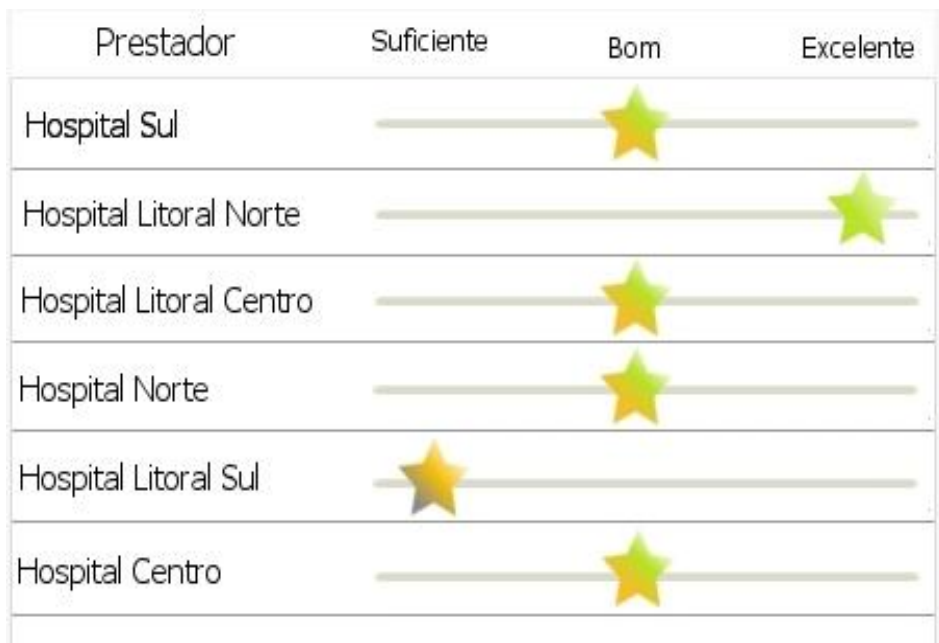 Prestador Suficiente Bom Excelente
Hospital Sul
Hospital Litoral Norte
Hospital Litoral Centro
Hospital Norte
Hospital Litoral Sul
Hospital Centro